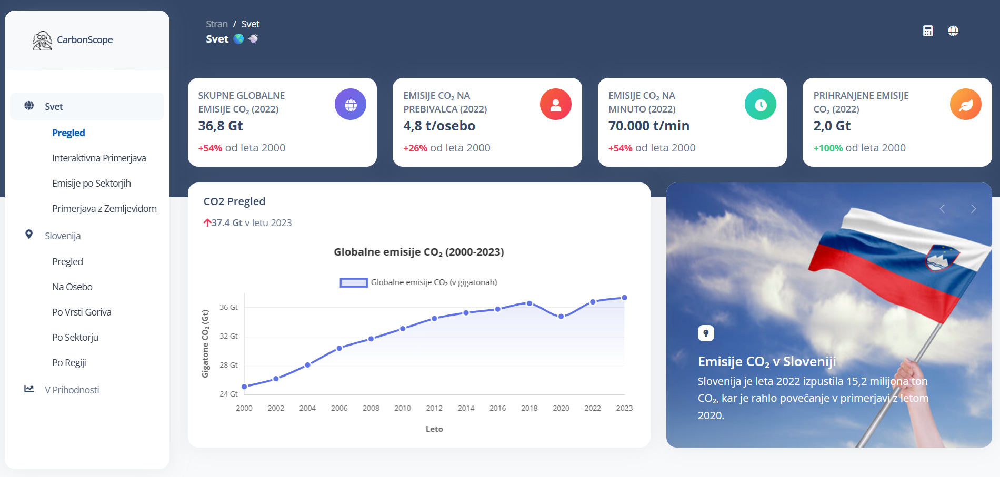 CO₂
CarbonScope
Svet
Pregled
Interaktivna Primerjava
Emisije po Sektorjih
Primerjava z Zemljevidom
Slovenija
Pregled
Na Osebo
Po Vrsti Goriva
Po Sektorju
Po Regiji
V Prihodnosti
Stran / Svet
Svet 🌎
SKUPNE GLOBALNE
EMISIJE CO₂ (2022)
36,8 Gt
+54% od leta 2000
EMISIJE CO₂ NA
PREBIVALCA (2022)
4,8 t/osebo
+26% od leta 2000
EMISIJE CO₂ NA
MINUTO (2022)
70.000 t/min
+54% od leta 2000
PRIHRANJENE EMISIJE
CO₂ (2022)
2,0 Gt
+100% od leta 2000
CO2 Pregled
37.4 Gt v letu 2023
Globalne emisije CO₂ (2000-2023)
Globalne emisije CO₂ (v gigatonah)
Gigatone CO₂ (Gt)
36 Gt
32 Gt
28 Gt
24 Gt
2000 2002 2004 2006 2008 2010 2012 2014 2016 2018 2020 2022 2023
Leto
Emisije CO₂ v Sloveniji
Slovenija je leta 2022 izpustila 15,2 milijona ton
CO₂, kar je rahlo povečanje v primerjavi z letom
2020.